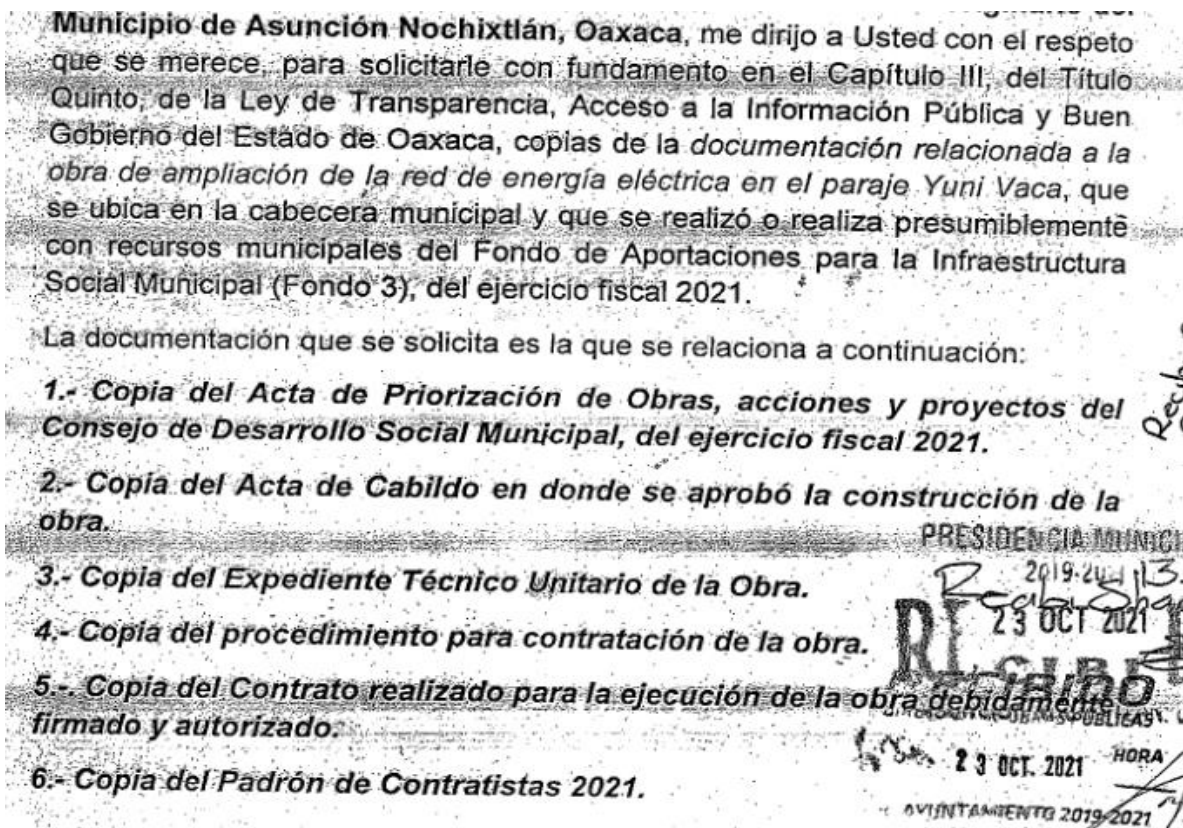 Municipio de Asunción Nochixtlán, Oaxaca, me dirijo a Usted con el respeto
que se merece, para solicitarle con fundamento en el Capítulo III, del Título
Quinto, de la Ley de Transparencia, Acceso a la Información Pública y Buen
Gobierno del Estado de Oaxaca, copias de la documentación relacionada a la
obra de ampliación de la red de energía eléctrica en el paraje Yuni Vaca, que
se ubica en la cabecera municipal y que se realizó o realiza presumiblemente
con recursos municipales del Fondo de Aportaciones para la Infraestructura
Social Municipal (Fondo 3), del ejercicio fiscal 2021.
La documentación que se solicita es la que se relaciona a continuación:
1.- Copia del Acta de Priorización de Obras, acciones y proyectos del
Consejo de Desarrollo Social Municipal, del ejercicio fiscal 2021.
2.- Copia del Acta de Cabildo en donde se aprobó la construcción de la
obra.
PRESIDENCIA MUNICI
3.- Copia del Expediente Técnico Unitario de la Obra.
23 OCT 2021
4.- Copia del procedimiento para contratación de la obra.
5.-. Copia del Contrato realizado para la ejecución de la obra debidamente
firmado y autorizado.
23 OCT. 2021 HORA
6.- Copia del Padrón de Contratistas 2021.
AYUNTAMIENTO 2019-2021